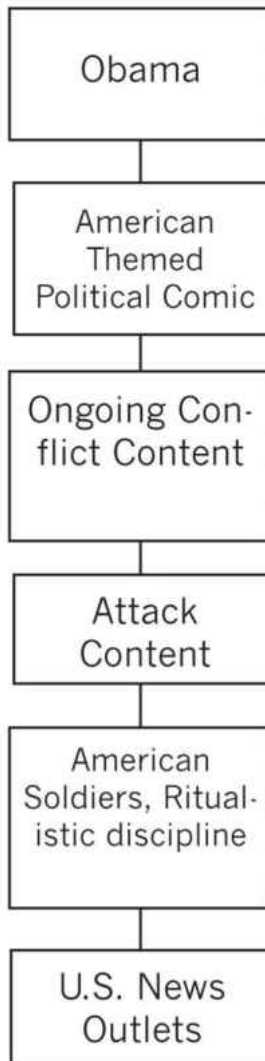 Obama
American
Themed
Political Comic
Ongoing Con-
flict Content
Attack
Content
American
Soldiers, Ritual-
istic discipline
U.S. News
Outlets